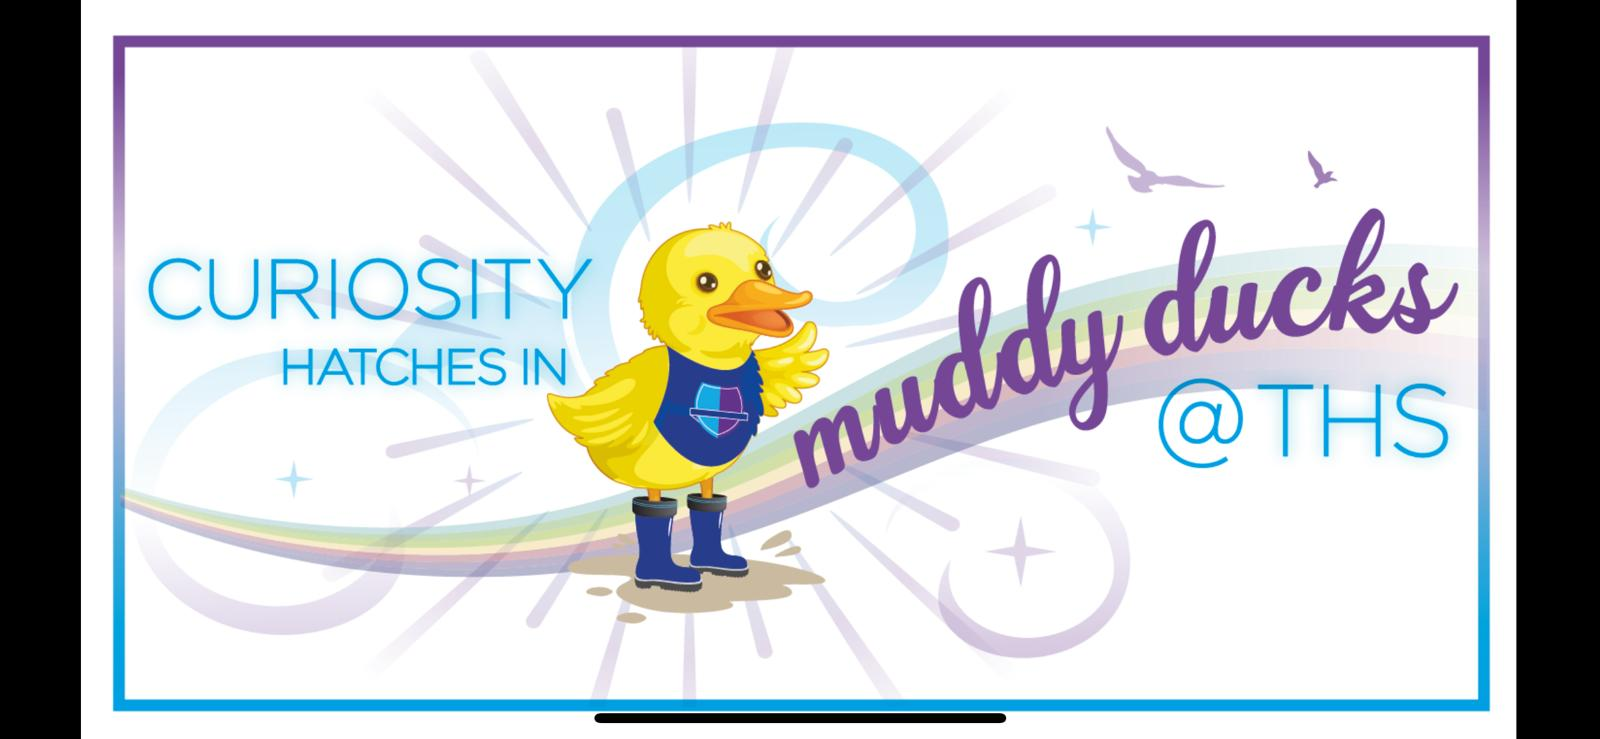 CURIOSITY
HATCHES IN
muddy ducks
@THS